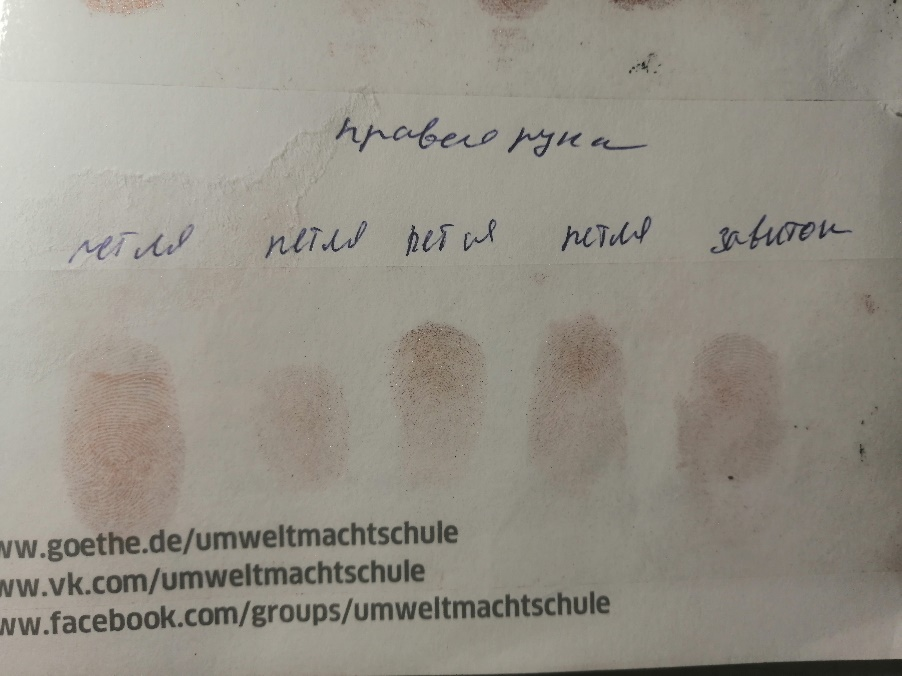 правая рука
петля петля петля петля завиток
ww.goethe.de/umweltmachtschule
ww.vk.com/umweltmachtschule
ww.facebook.com/groups/umweltmachtschule